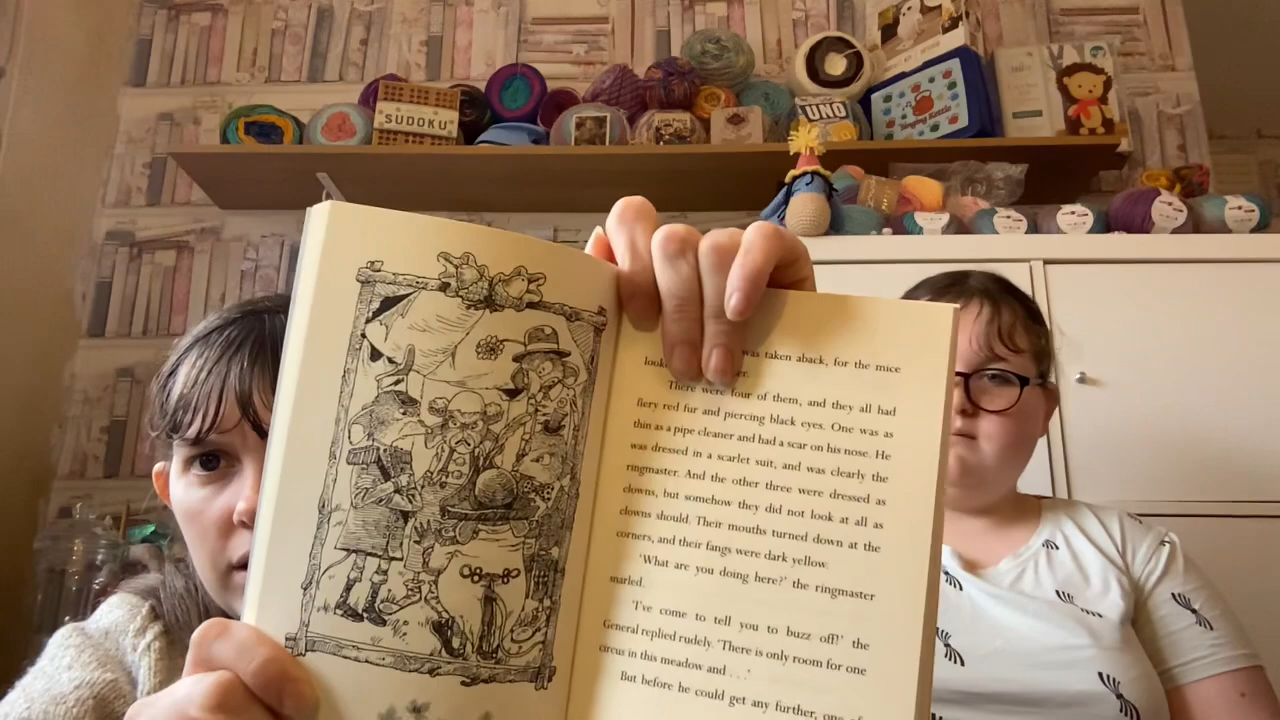 SUDOKU
UNO
Singing Kettle
was taken aback, for the mice
There were four of them, and they all had
fiery red fur and piercing black eyes. One was as
thin as a pipe cleaner and had a scar on his nose. He
was dressed in a scarlet suit, and was clearly the
ringmaster. And the other three were dressed as
clowns, but somehow they did not look at all as
clowns should. Their mouths turned down at the
corners, and their fangs were dark yellow.
'What are you doing here?' the ringmaster
marled.
'I've come to tell you to buzz off!' the
General replied rudely. 'There is only room for one
circus in this meadow and . . .'
But before he could get any further, one of